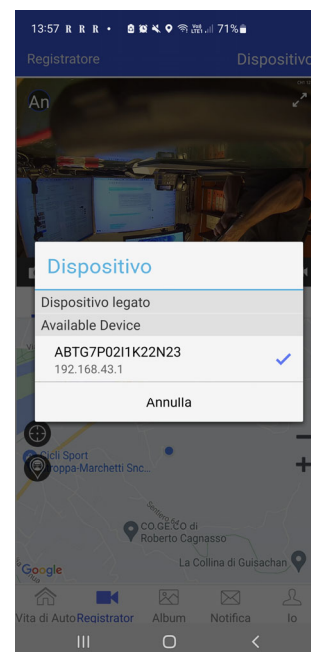 13:57 R R R • 71%
Registratore Dispositivo
An
Dispositivo
Dispositivo legato
Available Device
ABTG7P02I1K22N23
192.168.43.1
Annulla
Cicli Sport
Troppa-Marchetti Snc...
CO.GE.CO di
Roberto Cagnasso
La Collina di Guisachan
Google
Vita di Auto Registrator Album Notifica Io